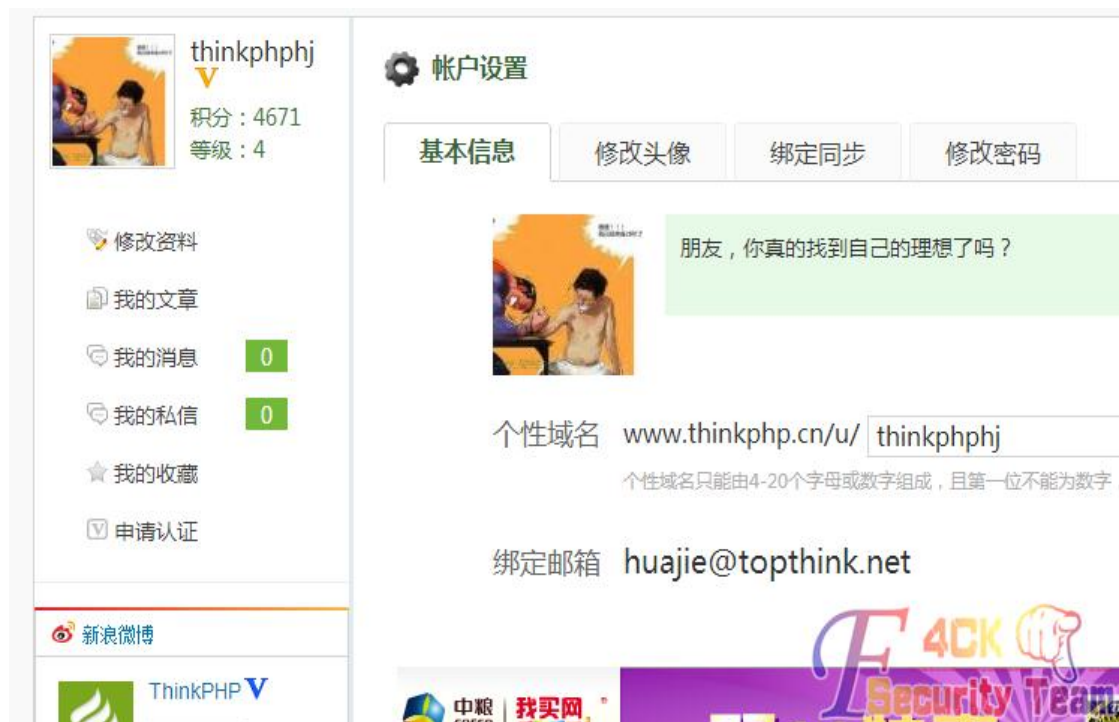 thinkphphj
V
积分：4671
等级：4
修改资料
我的文章
我的消息 0
我的私信 0
我的收藏
V 申请认证
新浪微博
ThinkPHP V
帐户设置
基本信息 修改头像 绑定同步 修改密码
朋友，你真的找到自己的理想了吗？
个性域名 www.thinkphp.cn/u/ thinkphphj
个性域名只能由4-20个字母或数字组成，且第一位不能为数字
绑定邮箱 huajie@topthink.net
中粮 我买网
F4CK
Security Team